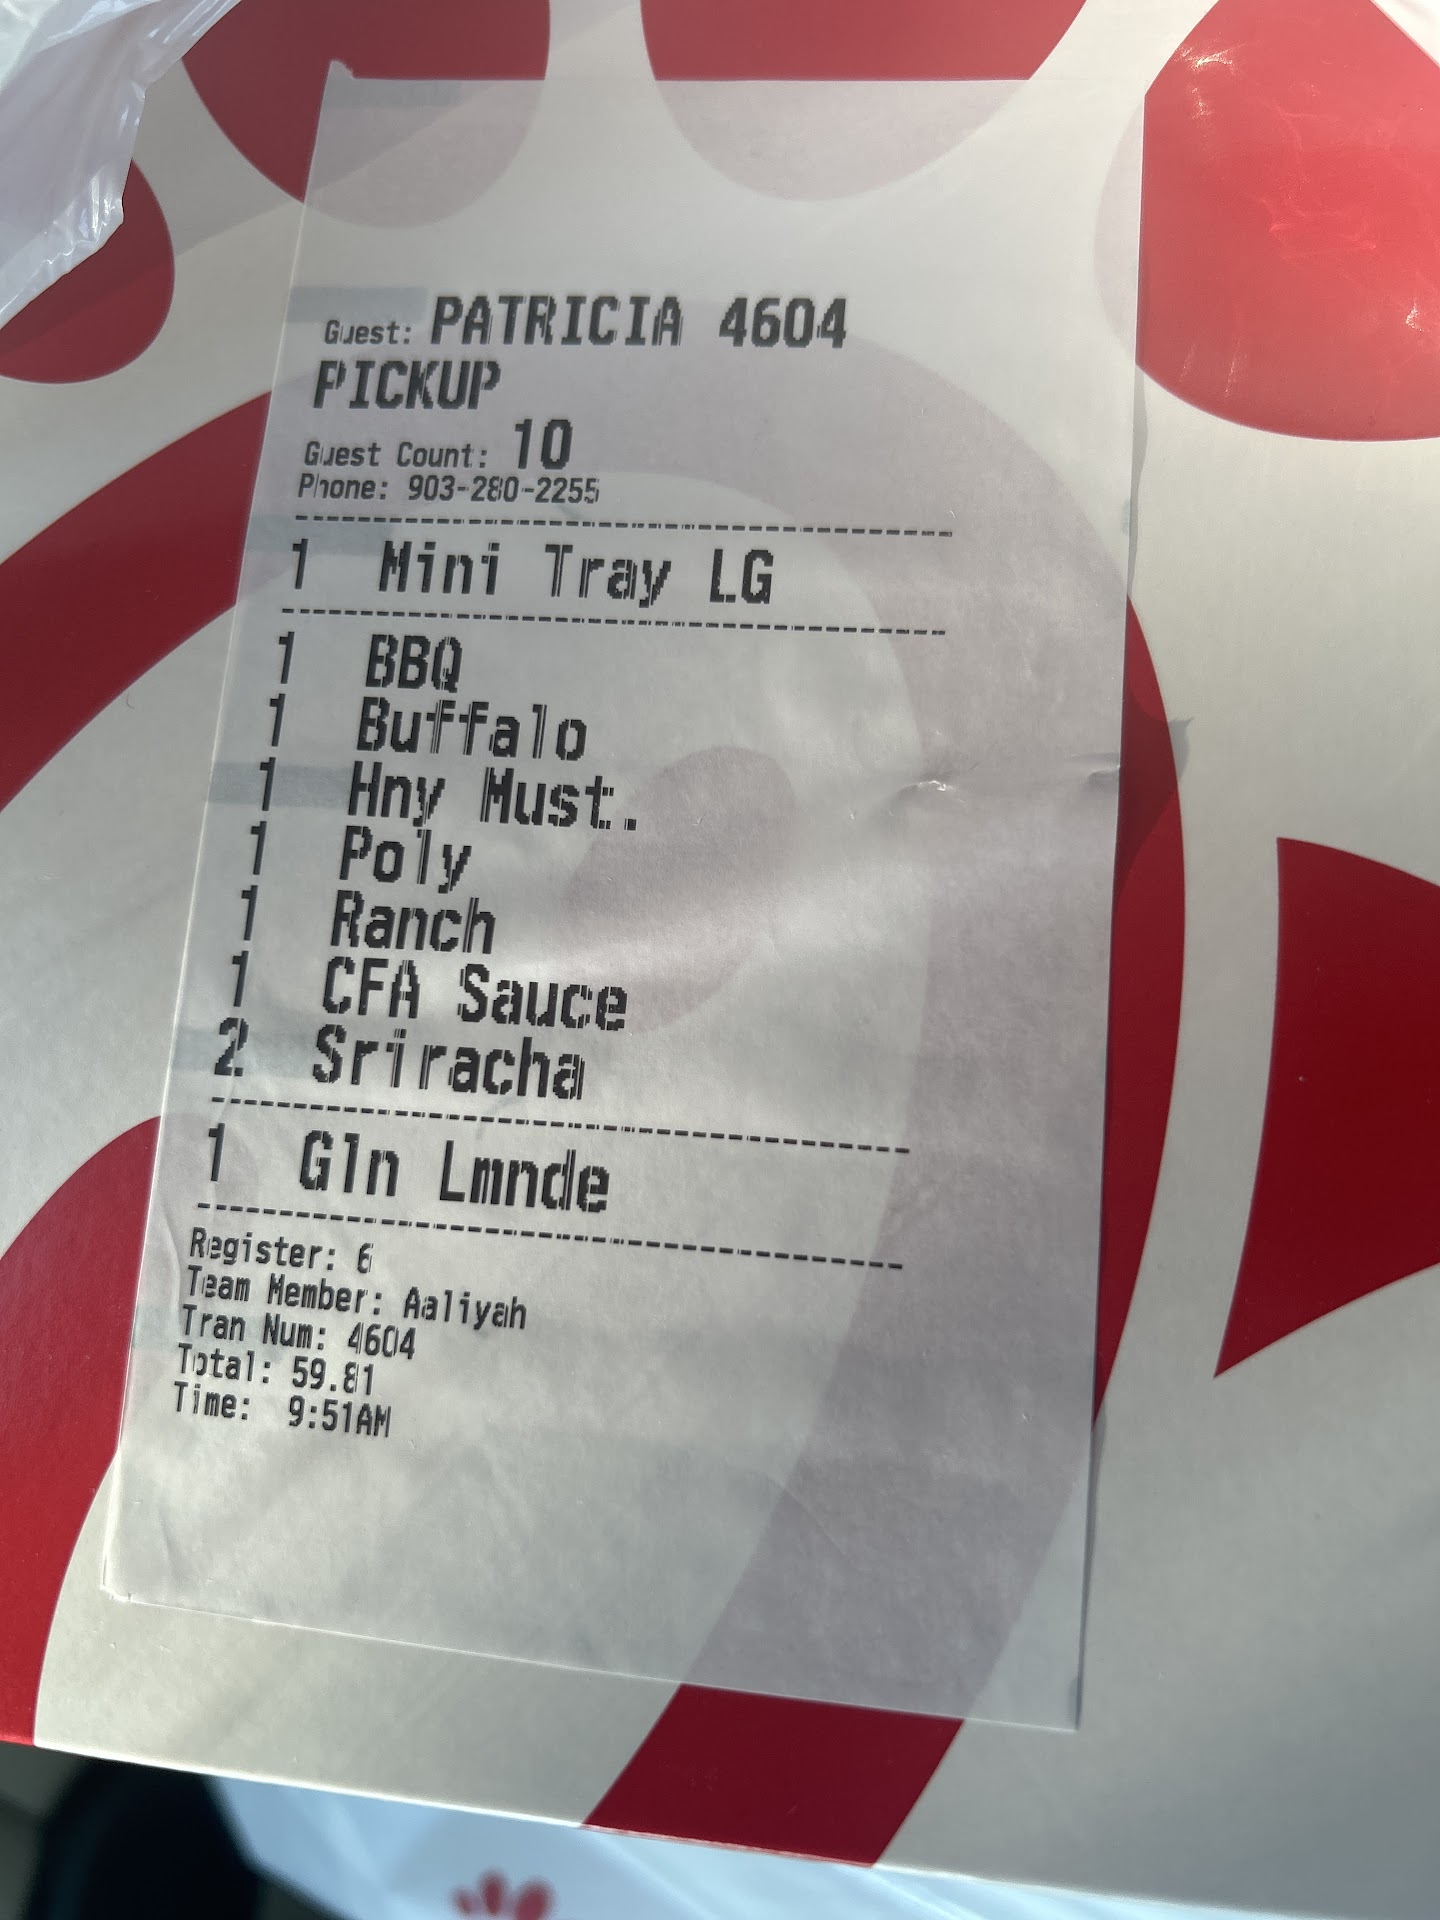 Guest: PATRICIA 4604
PICKUP
Guest Count: 10
Phone: 903-280-2255
1 Mini Tray LG
1 BBQ
1 Buffalo
1 Hny Must.
1 Poly
1 Ranch
1 CFA Sauce
2 Sriracha
1 Gln Lmnde
Register: 6
Team Member: Aaliyah
Tran Num: 4604
Total: 59.81
Time: 9:51AM